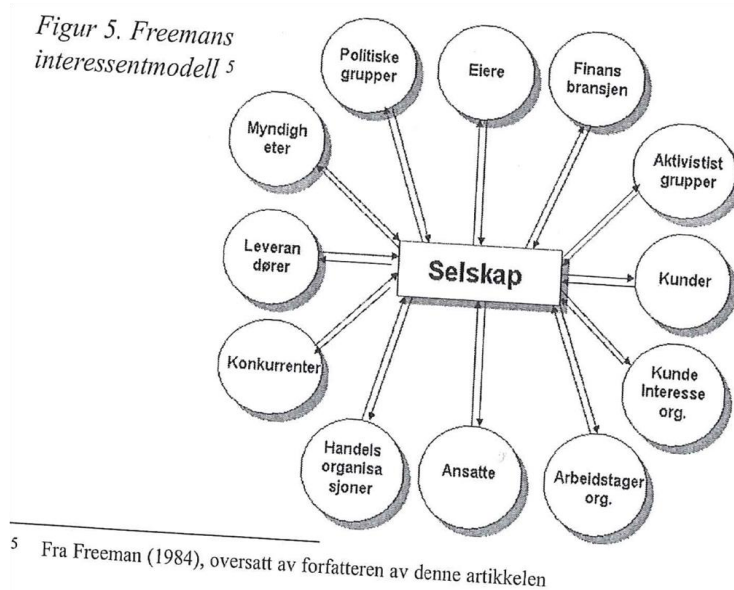 Figur 5. Freemans
interessentmodell 5
Politiske
grupper
Eiere
Finans
bransjen
Myndigh
eter
Aktivistist
grupper
Leveran
dører
Selskap
Kunder
Konkurrenter
Kunde
Interesse
org.
Handels
organisa
sjoner
Ansatte
Arbeidstager
org.
5 Fra Freeman (1984), oversatt av forfatteren av denne artikkelen